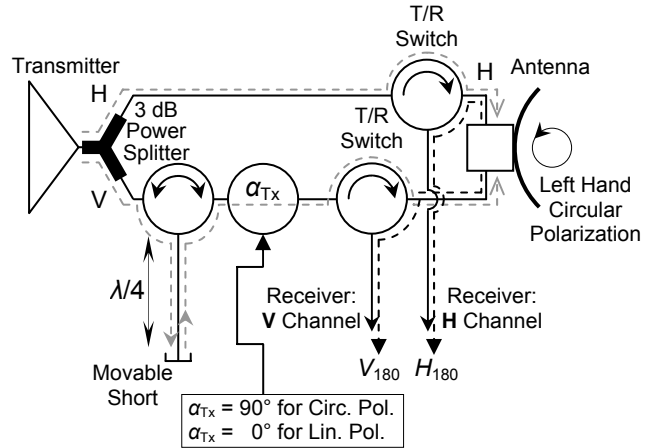 T/R
Switch
Transmitter
H
3 dB
Power
Splitter
T/R
Switch
H
Antenna
V
αTx
Left Hand
Circular
Polarization
λ/4
Receiver:
V Channel
Receiver:
H Channel
Movable
Short
V180
H180
αTx = 90° for Circ. Pol.
αTx = 0° for Lin. Pol.